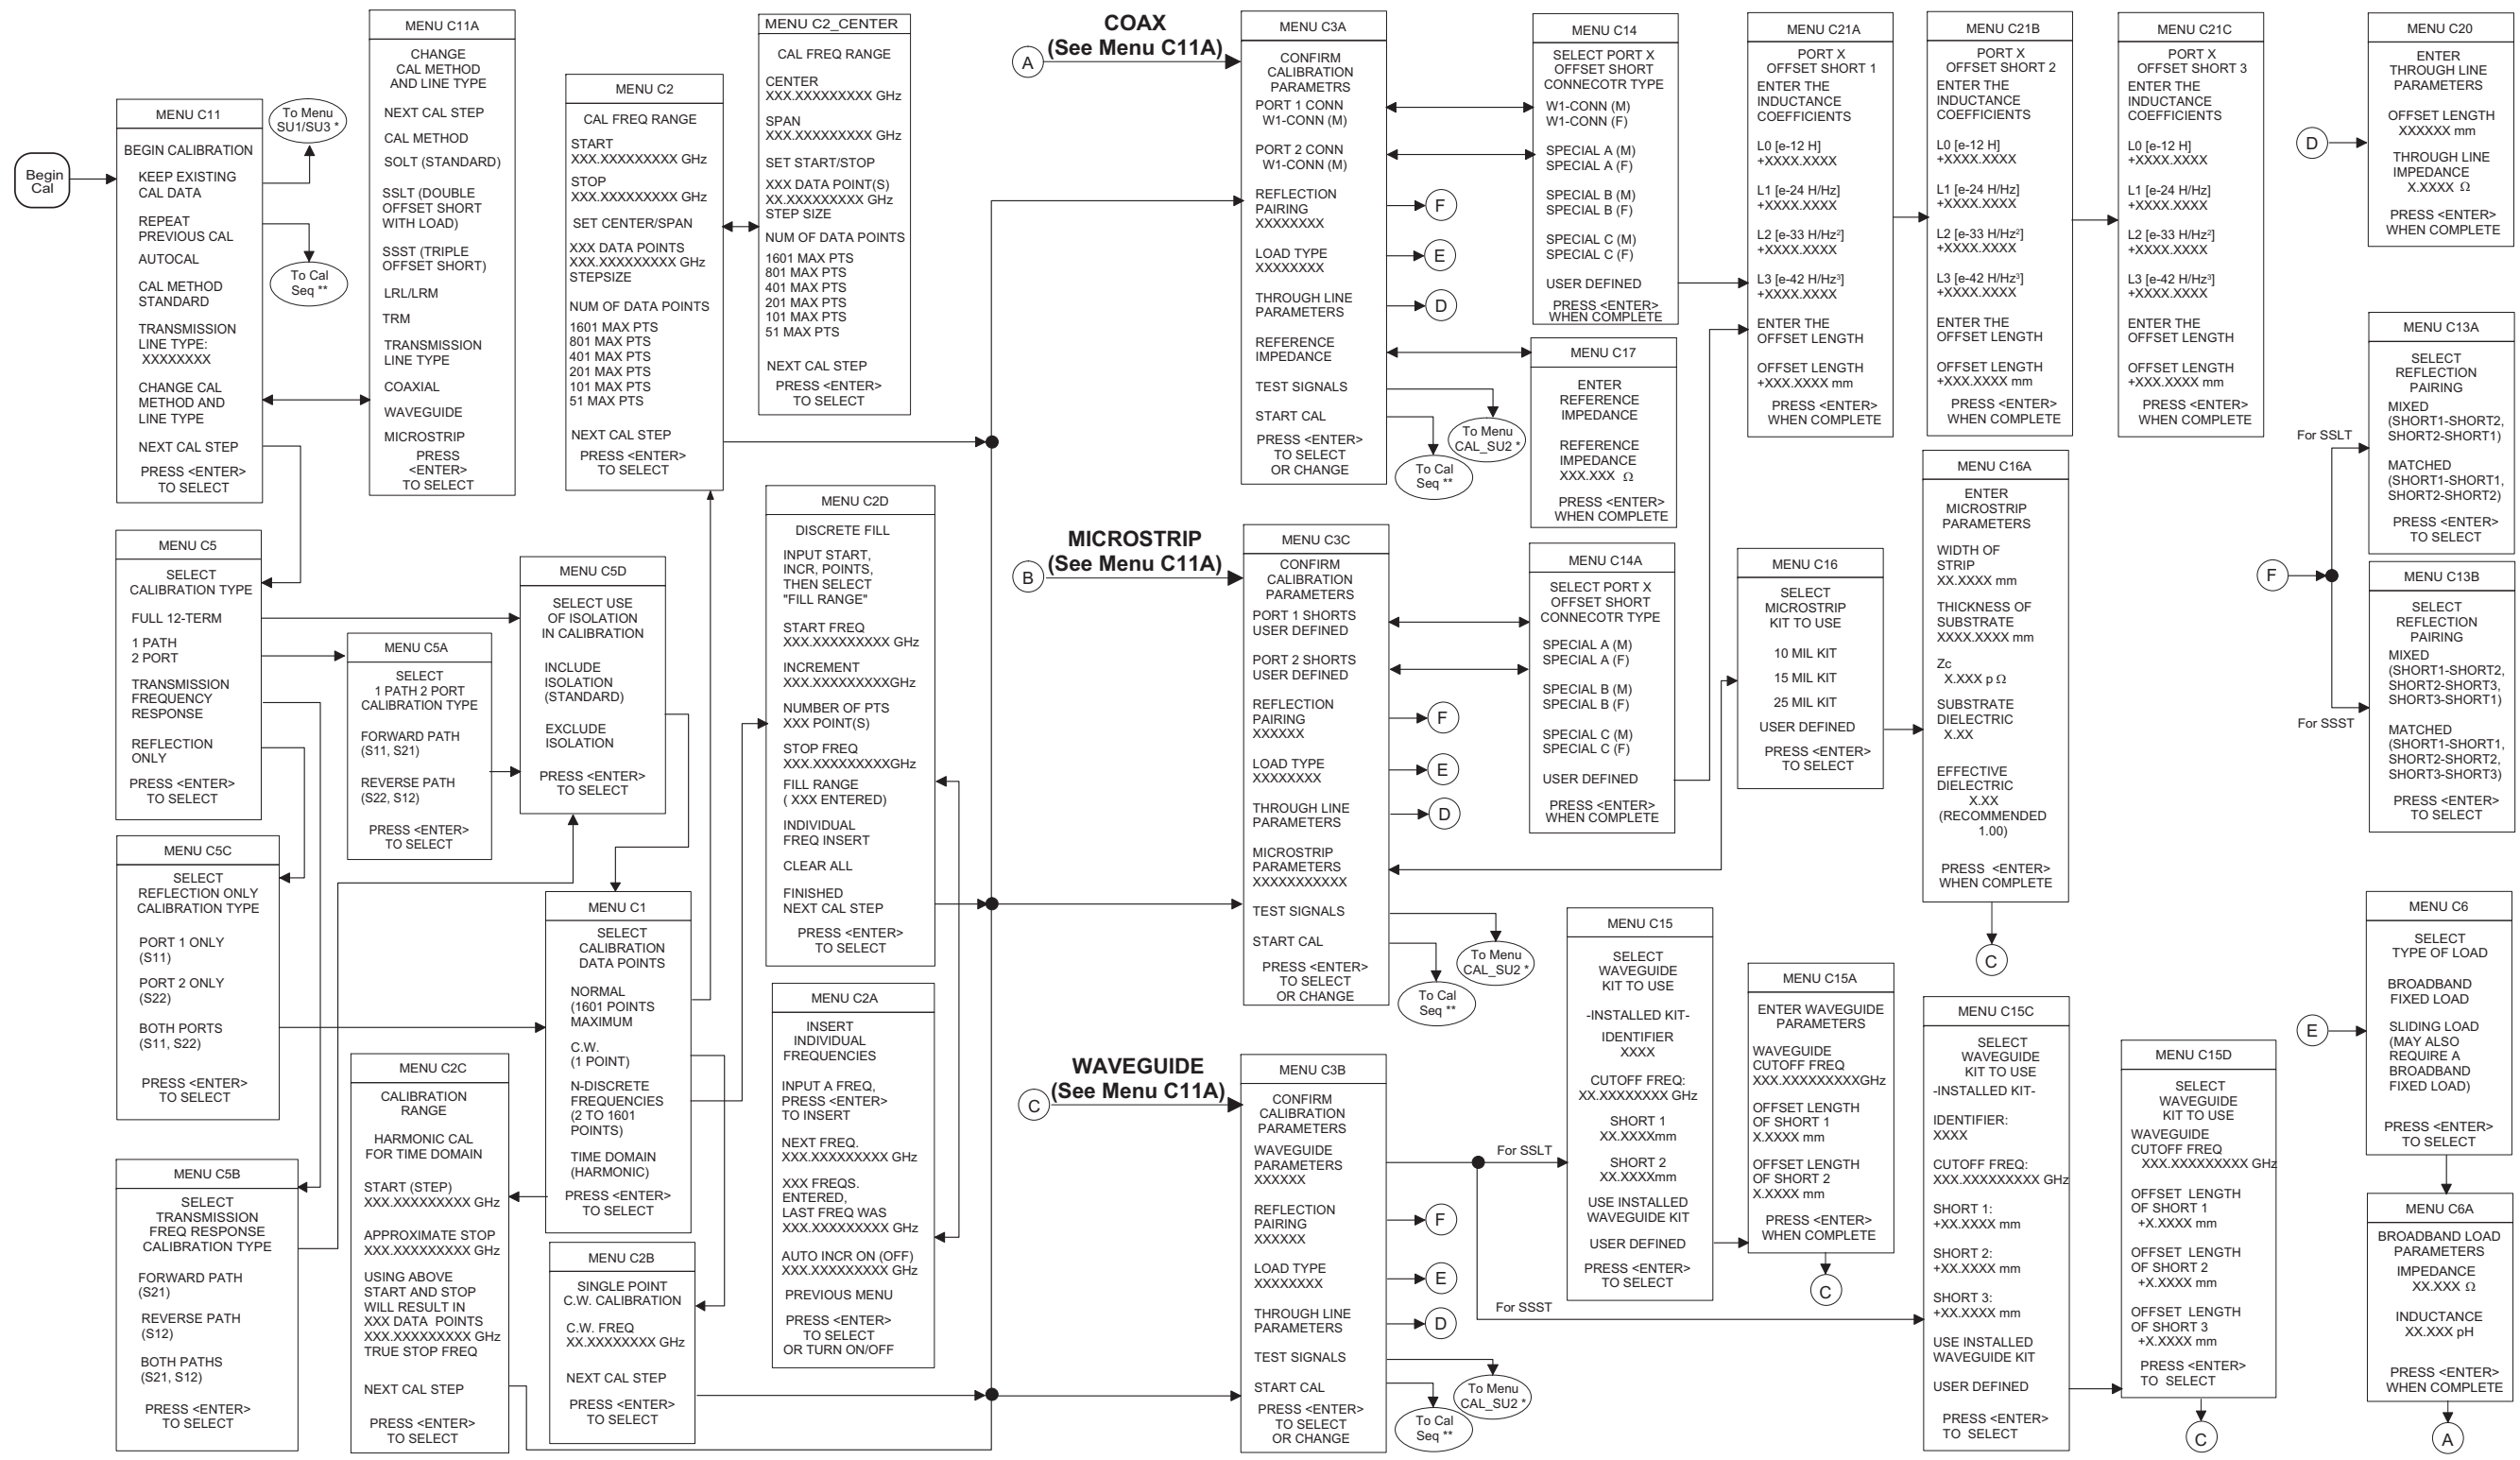 Begin
Cal
MENU C11
BEGIN CALIBRATION
KEEP EXISTING
CAL DATA
REPEAT
PREVIOUS CAL
AUTOCAL
CAL METHOD
STANDARD
TRANSMISSION
LINE TYPE:
XXXXXXXX
CHANGE CAL
METHOD AND
LINE TYPE
NEXT CAL STEP
PRESS <ENTER>
TO SELECT
To Menu
SU1/SU3 *
To Cal
Seq **
MENU C11A
CHANGE
CAL METHOD
AND LINE TYPE
NEXT CAL STEP
CAL METHOD
SOLT (STANDARD)
SSLT (DOUBLE
OFFSET SHORT
WITH LOAD)
SSST (TRIPLE
OFFSET SHORT)
LRL/LRM
TRM
TRANSMISSION
LINE TYPE
COAXIAL
WAVEGUIDE
MICROSTRIP
PRESS
<ENTER>
TO SELECT
MENU C5
SELECT
CALIBRATION TYPE
FULL 12-TERM
1 PATH
2 PORT
TRANSMISSION
FREQUENCY
RESPONSE
REFLECTION
ONLY
PRESS <ENTER>
TO SELECT
MENU C5A
SELECT
1 PATH 2 PORT
CALIBRATION TYPE
FORWARD PATH
(S11, S21)
REVERSE PATH
(S22, S12)
PRESS <ENTER>
TO SELECT
MENU C5D
SELECT USE
OF ISOLATION
IN CALIBRATION
INCLUDE
ISOLATION
(STANDARD)
EXCLUDE
ISOLATION
PRESS <ENTER>
TO SELECT
MENU C5C
SELECT
REFLECTION ONLY
CALIBRATION TYPE
PORT 1 ONLY
(S11)
PORT 2 ONLY
(S22)
BOTH PORTS
(S11, S22)
PRESS <ENTER>
TO SELECT
MENU C5B
SELECT
TRANSMISSION
FREQ RESPONSE
CALIBRATION TYPE
FORWARD PATH
(S21)
REVERSE PATH
(S12)
BOTH PATHS
(S21, S12)
PRESS <ENTER>
TO SELECT
MENU C2C
CALIBRATION
RANGE
HARMONIC CAL
FOR TIME DOMAIN
START (STEP)
XXX.XXXXXXXXX GHz
APPROXIMATE STOP
XXX.XXXXXXXXX GHz
USING ABOVE
START AND STOP
WILL RESULT IN
XXX DATA POINTS
XXX.XXXXXXXXX GHz
TRUE STOP FREQ
NEXT CAL STEP
PRESS <ENTER>
TO SELECT
MENU C1
SELECT
CALIBRATION
DATA POINTS
NORMAL
(1601 POINTS
MAXIMUM
C.W.
(1 POINT)
N-DISCRETE
FREQUENCIES
(2 TO 1601
POINTS)
TIME DOMAIN
(HARMONIC)
PRESS <ENTER>
TO SELECT
MENU C2B
SINGLE POINT
C.W. CALIBRATION
C.W. FREQ
XX.XXXXXXXX GHz
NEXT CAL STEP
PRESS <ENTER>
TO SELECT
MENU C2
CAL FREQ RANGE
START
XXX.XXXXXXXXX GHz
STOP
XXX.XXXXXXXXX GHz
SET CENTER/SPAN
XXX DATA POINTS
XXX.XXXXXXXXX GHz
STEPSIZE
NUM OF DATA POINTS
1601 MAX PTS
801 MAX PTS
401 MAX PTS
201 MAX PTS
101 MAX PTS
51 MAX PTS
NEXT CAL STEP
PRESS <ENTER>
TO SELECT
MENU C2_CENTER
CAL FREQ RANGE
CENTER
XXX.XXXXXXXXX GHz
SPAN
XXX.XXXXXXXXX GHz
SET START/STOP
XXX DATA POINT(S)
XX.XXXXXXXXX GHz
STEP SIZE
NUM OF DATA POINTS
1601 MAX PTS
801 MAX PTS
401 MAX PTS
201 MAX PTS
101 MAX PTS
51 MAX PTS
NEXT CAL STEP
PRESS <ENTER>
TO SELECT
MENU C2D
DISCRETE FILL
INPUT START,
INCR, POINTS,
THEN SELECT
"FILL RANGE"
START FREQ
XXX.XXXXXXXXX GHz
INCREMENT
XXX.XXXXXXXXXGHz
NUMBER OF PTS
XXX POINT(S)
STOP FREQ
XXX.XXXXXXXXXGHz
FILL RANGE
( XXX ENTERED)
INDIVIDUAL
FREQ INSERT
CLEAR ALL
FINISHED
NEXT CAL STEP
PRESS <ENTER>
TO SELECT
MENU C2A
INSERT
INDIVIDUAL
FREQUENCIES
INPUT A FREQ,
PRESS <ENTER>
TO INSERT
NEXT FREQ.
XXX.XXXXXXXXX GHz
XXX FREQS.
ENTERED,
LAST FREQ WAS
XXX.XXXXXXXXX GHz
AUTO INCR ON (OFF)
XXX.XXXXXXXXX GHz
PREVIOUS MENU
PRESS <ENTER>
TO SELECT
OR TURN ON/OFF
COAX
(See Menu C11A)
A
MENU C3A
CONFIRM
CALIBRATION
PARAMETRS
PORT 1 CONN
W1-CONN (M)
PORT 2 CONN
W1-CONN (M)
REFLECTION
PAIRING
XXXXXXXX
LOAD TYPE
XXXXXXXX
THROUGH LINE
PARAMETERS
REFERENCE
IMPEDANCE
TEST SIGNALS
START CAL
PRESS <ENTER>
TO SELECT
OR CHANGE
F
E
D
To Menu
CAL_SU2 *
To Cal
Seq **
MENU C14
SELECT PORT X
OFFSET SHORT
CONNECOTR TYPE
W1-CONN (M)
W1-CONN (F)
SPECIAL A (M)
SPECIAL A (F)
SPECIAL B (M)
SPECIAL B (F)
SPECIAL C (M)
SPECIAL C (F)
USER DEFINED
PRESS <ENTER>
WHEN COMPLETE
MENU C17
ENTER
REFERENCE
IMPEDANCE
REFERENCE
IMPEDANCE
XXX.XXX Ω
PRESS <ENTER>
WHEN COMPLETE
MENU C21A
PORT X
OFFSET SHORT 1
ENTER THE
INDUCTANCE
COEFFICIENTS
L0 [e-12 H]
+XXXX.XXXX
L1 [e-24 H/Hz]
+XXXX.XXXX
L2 [e-33 H/Hz²]
+XXXX.XXXX
L3 [e-42 H/Hz³]
+XXXX.XXXX
ENTER THE
OFFSET LENGTH
OFFSET LENGTH
+XXX.XXXX mm
PRESS <ENTER>
WHEN COMPLETE
MENU C21B
PORT X
OFFSET SHORT 2
ENTER THE
INDUCTANCE
COEFFICIENTS
L0 [e-12 H]
+XXXX.XXXX
L1 [e-24 H/Hz]
+XXXX.XXXX
L2 [e-33 H/Hz²]
+XXXX.XXXX
L3 [e-42 H/Hz³]
+XXXX.XXXX
ENTER THE
OFFSET LENGTH
OFFSET LENGTH
+XXX.XXXX mm
PRESS <ENTER>
WHEN COMPLETE
MENU C21C
PORT X
OFFSET SHORT 3
ENTER THE
INDUCTANCE
COEFFICIENTS
L0 [e-12 H]
+XXXX.XXXX
L1 [e-24 H/Hz]
+XXXX.XXXX
L2 [e-33 H/Hz²]
+XXXX.XXXX
L3 [e-42 H/Hz³]
+XXXX.XXXX
ENTER THE
OFFSET LENGTH
OFFSET LENGTH
+XXX.XXXX mm
PRESS <ENTER>
WHEN COMPLETE
MICROSTRIP
(See Menu C11A)
B
MENU C3C
CONFIRM
CALIBRATION
PARAMETERS
PORT 1 SHORTS
USER DEFINED
PORT 2 SHORTS
USER DEFINED
REFLECTION
PAIRING
XXXXXX
LOAD TYPE
XXXXXXXX
THROUGH LINE
PARAMETERS
MICROSTRIP
PARAMETERS
XXXXXXXXXXX
TEST SIGNALS
START CAL
PRESS <ENTER>
TO SELECT
OR CHANGE
F
E
D
To Menu
CAL_SU2 *
To Cal
Seq **
MENU C14A
SELECT PORT X
OFFSET SHORT
CONNECOTR TYPE
SPECIAL A (M)
SPECIAL A (F)
SPECIAL B (M)
SPECIAL B (F)
SPECIAL C (M)
SPECIAL C (F)
USER DEFINED
PRESS <ENTER>
WHEN COMPLETE
MENU C16
SELECT
MICROSTRIP
KIT TO USE
10 MIL KIT
15 MIL KIT
25 MIL KIT
USER DEFINED
PRESS <ENTER>
TO SELECT
MENU C16A
ENTER
MICROSTRIP
PARAMETERS
WIDTH OF
STRIP
XX.XXXX mm
THICKNESS OF
SUBSTRATE
XXXX.XXXX mm
Zc
X.XXX p Ω
SUBSTRATE
DIELECTRIC
X.XX
EFFECTIVE
DIELECTRIC
X.XX
(RECOMMENDED
1.00)
PRESS <ENTER>
WHEN COMPLETE
C
WAVEGUIDE
(See Menu C11A)
C
MENU C3B
CONFIRM
CALIBRATION
PARAMETERS
WAVEGUIDE
PARAMETERS
XXXXXX
REFLECTION
PAIRING
XXXXXX
LOAD TYPE
XXXXXXXX
THROUGH LINE
PARAMETERS
TEST SIGNALS
START CAL
PRESS <ENTER>
TO SELECT
OR CHANGE
For SSLT
For SSST
F
E
D
To Menu
CAL_SU2 *
To Cal
Seq **
MENU C15
SELECT
WAVEGUIDE
KIT TO USE
-INSTALLED KIT-
IDENTIFIER
XXXX
CUTOFF FREQ:
XX.XXXXXXXX GHz
SHORT 1
XX.XXXXmm
SHORT 2
XX.XXXXmm
USE INSTALLED
WAVEGUIDE KIT
USER DEFINED
PRESS <ENTER>
TO SELECT
MENU C15A
ENTER WAVEGUIDE
PARAMETERS
WAVEGUIDE
CUTOFF FREQ
XXX.XXXXXXXXXGHz
OFFSET LENGTH
OF SHORT 1
X.XXXX mm
OFFSET LENGTH
OF SHORT 2
X.XXXX mm
PRESS <ENTER>
WHEN COMPLETE
C
MENU C15C
SELECT
WAVEGUIDE
KIT TO USE
-INSTALLED KIT-
IDENTIFIER:
XXXX
CUTOFF FREQ:
XXX.XXXXXXXXX GHz
SHORT 1:
+XX.XXXX mm
SHORT 2:
+XX.XXXX mm
SHORT 3:
+XX.XXXX mm
USE INSTALLED
WAVEGUIDE KIT
USER DEFINED
PRESS <ENTER>
TO SELECT
MENU C15D
SELECT
WAVEGUIDE
KIT TO USE
WAVEGUIDE
CUTOFF FREQ
XXX.XXXXXXXXX GHz
OFFSET LENGTH
OF SHORT 1
+X.XXXX mm
OFFSET LENGTH
OF SHORT 2
+X.XXXX mm
OFFSET LENGTH
OF SHORT 3
+X.XXXX mm
PRESS <ENTER>
TO SELECT
C
D
MENU C20
ENTER
THROUGH LINE
PARAMETERS
OFFSET LENGTH
XXXXXX mm
THROUGH LINE
IMPEDANCE
X.XXXX Ω
PRESS <ENTER>
WHEN COMPLETE
F
For SSLT
For SSST
MENU C13A
SELECT
REFLECTION
PAIRING
MIXED
(SHORT1-SHORT2,
SHORT2-SHORT1)
MATCHED
(SHORT1-SHORT1,
SHORT2-SHORT2)
PRESS <ENTER>
TO SELECT
MENU C13B
SELECT
REFLECTION
PAIRING
MIXED
(SHORT1-SHORT2,
SHORT2-SHORT3,
SHORT3-SHORT1)
MATCHED
(SHORT1-SHORT1,
SHORT2-SHORT2,
SHORT3-SHORT3)
PRESS <ENTER>
TO SELECT
E
MENU C6
SELECT
TYPE OF LOAD
BROADBAND
FIXED LOAD
SLIDING LOAD
(MAY ALSO
REQUIRE A
BROADBAND
FIXED LOAD)
PRESS <ENTER>
TO SELECT
MENU C6A
BROADBAND LOAD
PARAMETERS
IMPEDANCE
XX.XXX Ω
INDUCTANCE
XX.XXX pH
PRESS <ENTER>
WHEN COMPLETE
A